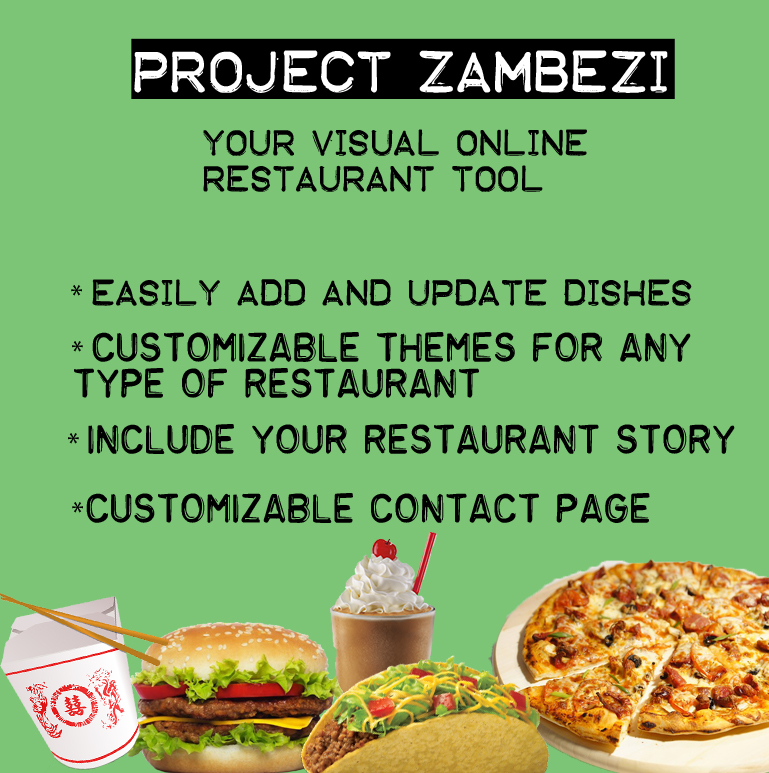 PROJECT ZAMBEZI
YOUR VISUAL ONLINE
RESTAURANT TOOL
* EASILY ADD AND UPDATE DISHES
* CUSTOMIZABLE THEMES FOR ANY
TYPE OF RESTAURANT
* INCLUDE YOUR RESTAURANT STORY
*CUSTOMIZABLE CONTACT PAGE
囍